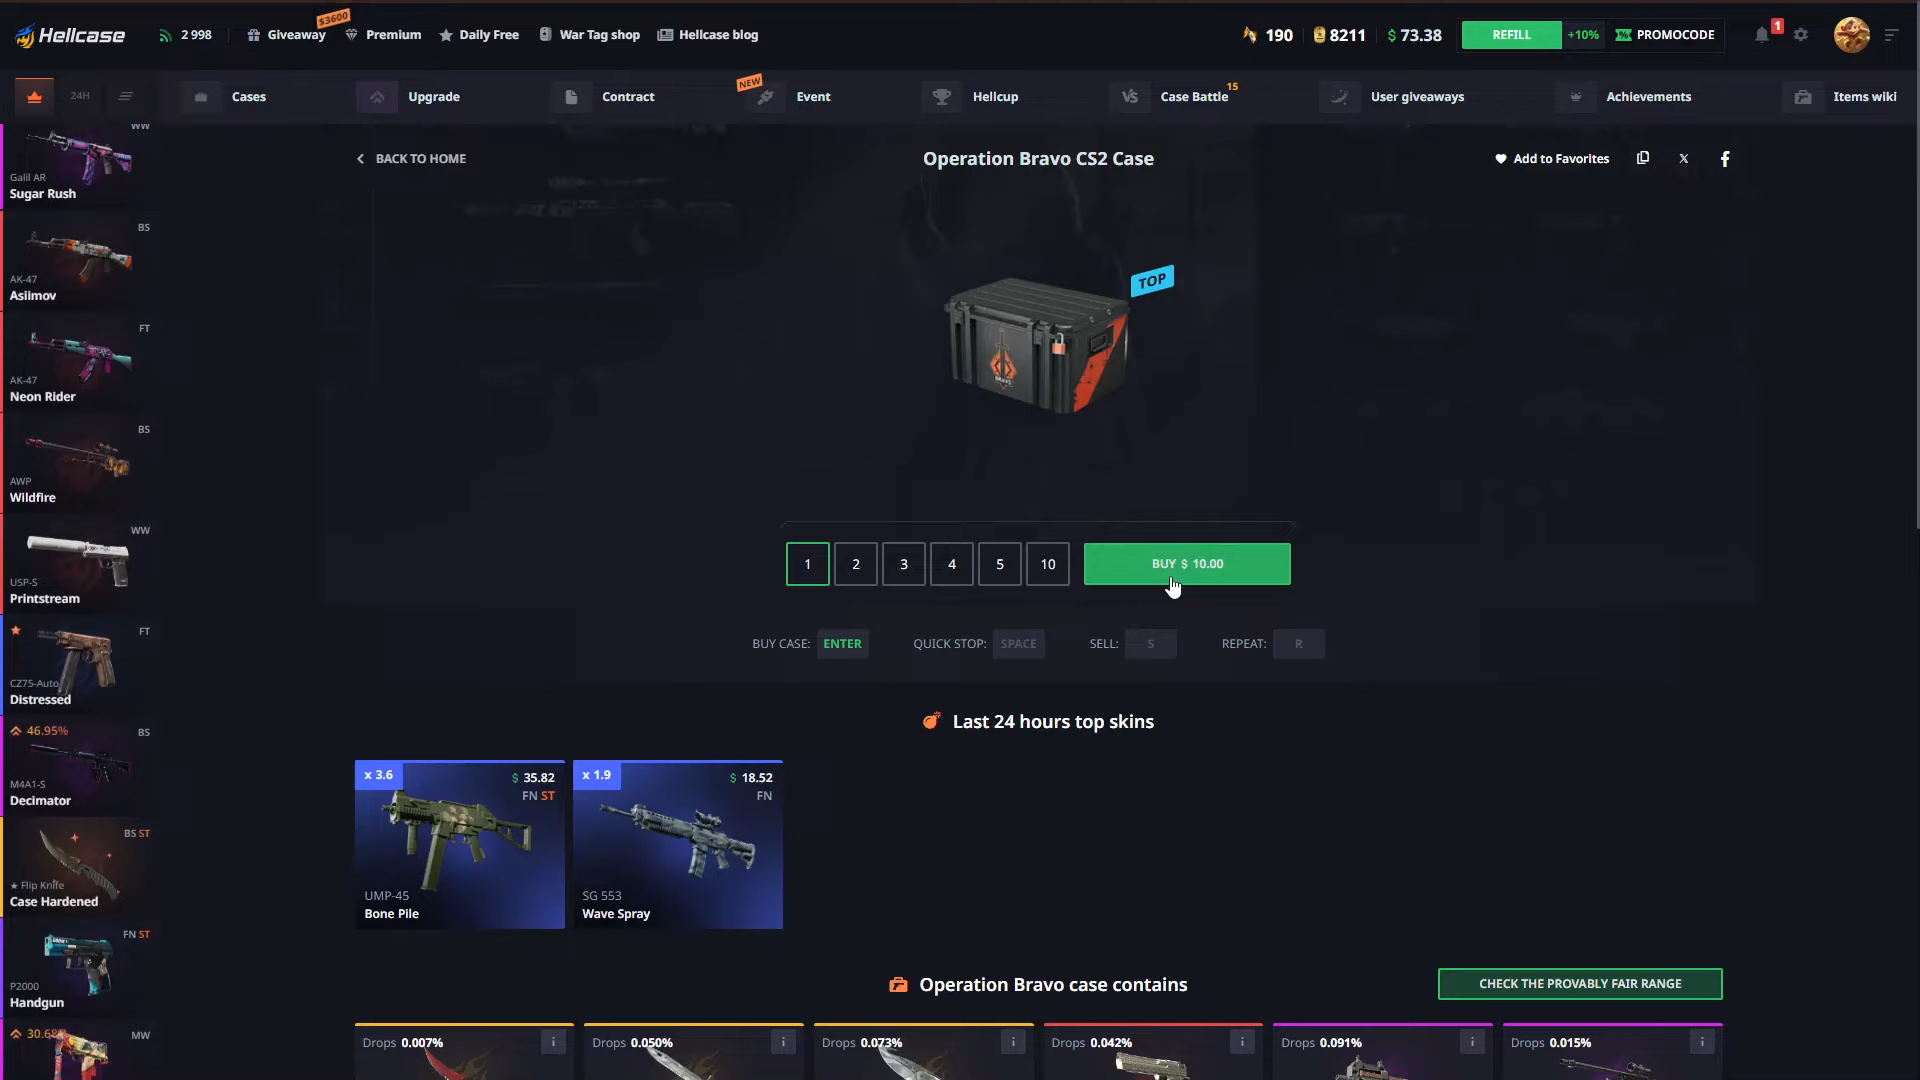 Hellcase
2 998
Giveaway
$3600
Premium
Daily Free
War Tag shop
Hellcase blog
190
8211
$ 73.38
REFILL
+10%
PROMOCODE
1
24H
Cases
Upgrade
Contract
NEW
Event
Hellcup
VS
Case Battle
15
User giveaways
Achievements
Items wiki
BACK TO HOME
Operation Bravo CS2 Case
Add to Favorites
TOP
BRAVO
1
2
3
4
5
10
BUY $ 10.00
BUY CASE:
ENTER
QUICK STOP:
SPACE
SELL:
S
REPEAT:
R
Last 24 hours top skins
x 3.6
$ 35.82
FN ST
UMP-45
Bone Pile
x 1.9
$ 18.52
FN
SG 553
Wave Spray
Operation Bravo case contains
CHECK THE PROVABLY FAIR RANGE
Drops 0.007%
i
Drops 0.050%
i
Drops 0.073%
i
Drops 0.042%
i
Drops 0.091%
i
Drops 0.015%
i
WW
Galil AR
Sugar Rush
BS
AK-47
Asiimov
FT
AK-47
Neon Rider
BS
AWP
Wildfire
WW
USP-S
Printstream
FT
CZ75-Auto
Distressed
46.95%
BS
M4A1-S
Decimator
BS ST
★ Flip Knife
Case Hardened
FN ST
P2000
Handgun
30.68%
MW